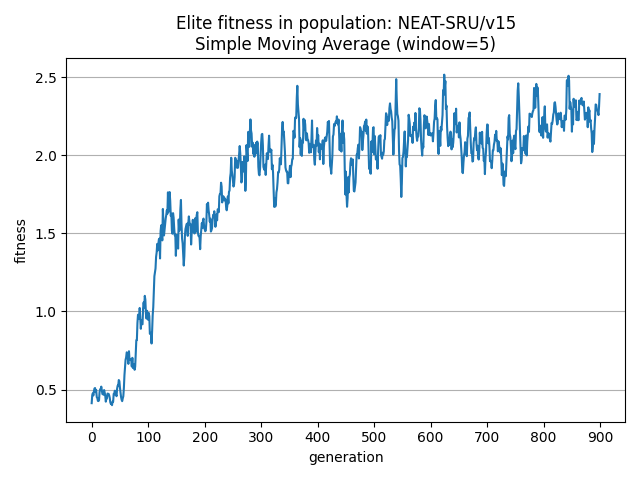 Elite fitness in population: NEAT-SRU/v15
Simple Moving Average (window=5)
fitness
2.5
2.0
1.5
1.0
0.5
0 100 200 300 400 500 600 700 800 900
generation